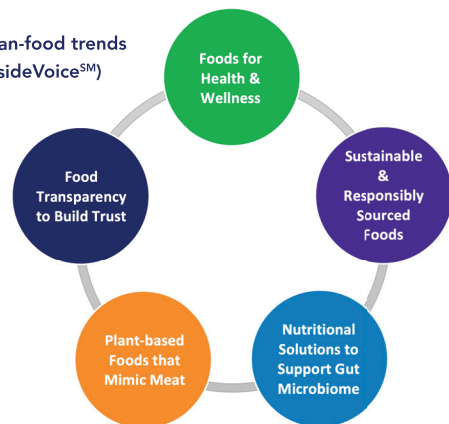 an-food trends
sideVoice℠)
Foods for
Health &
Wellness
Sustainable
&
Responsibly
Sourced
Foods
Nutritional
Solutions to
Support Gut
Microbiome
Plant-based
Foods that
Mimic Meat
Food
Transparency
to Build Trust